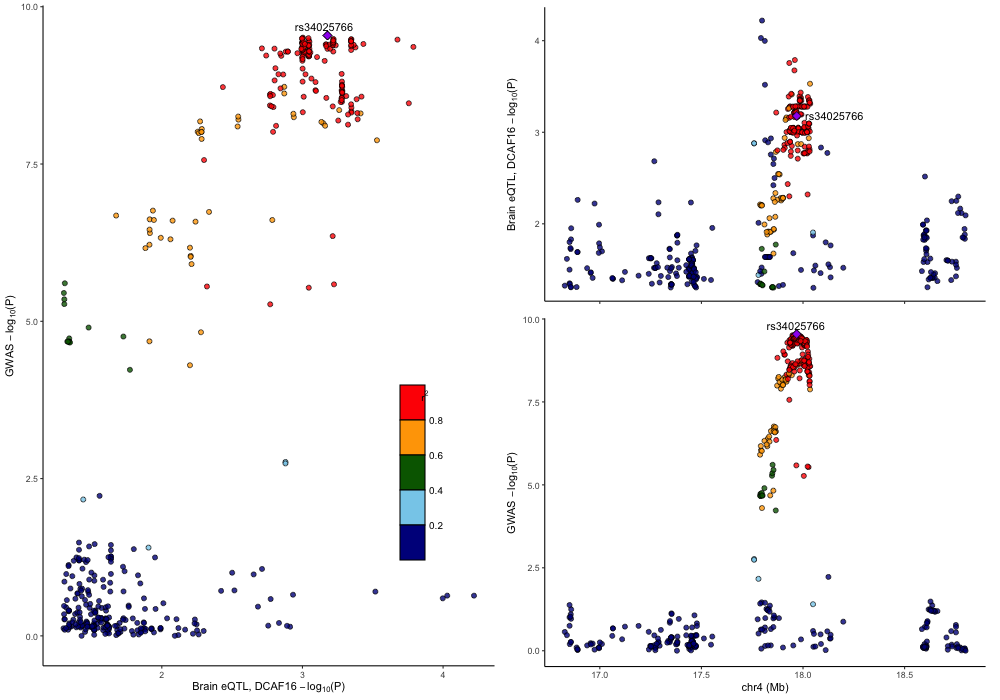 10.0
7.5
5.0
2.5
0.0
GWAS −log10(P)
rs34025766
r2
0.8
0.6
0.4
0.2
2
3
4
Brain eQTL, DCAF16 −log10(P)
4
3
2
Brain eQTL, DCAF16 −log10(P)
rs34025766
10.0
7.5
5.0
2.5
0.0
GWAS −log10(P)
rs34025766
17.0
17.5
18.0
18.5
chr4 (Mb)